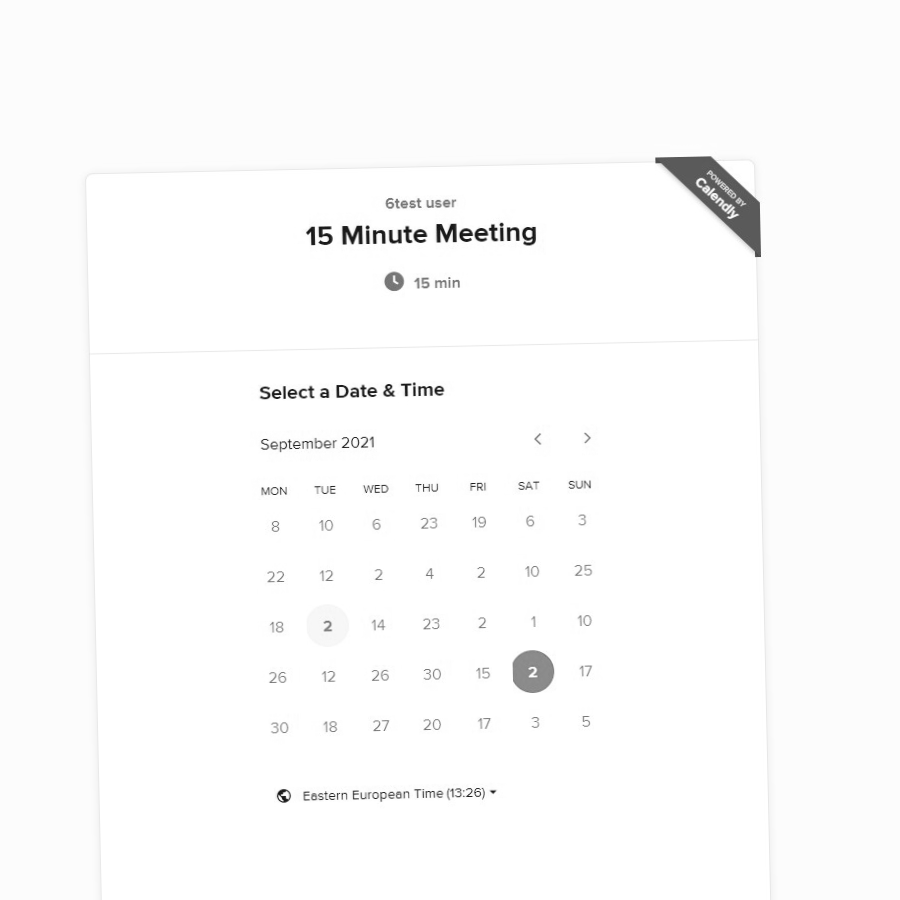 POWERED BY
Calendly
6test user
15 Minute Meeting
15 min
Select a Date & Time
September 2021
MON TUE WED THU FRI SAT SUN
8 10 6 23 19 6 3
22 12 2 4 2 10 25
18 2 14 23 2 1 10
26 12 26 30 15 2 17
30 18 27 20 17 3 5
Eastern European Time (13:26)